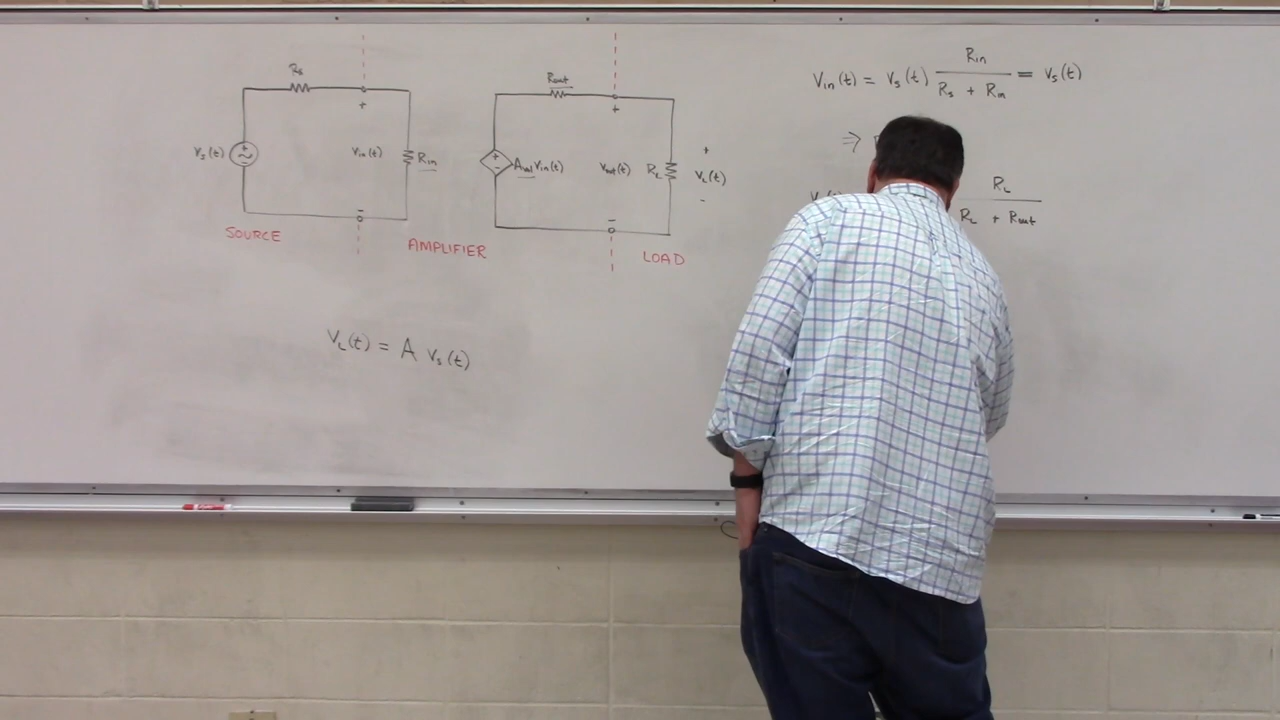 Rs
Vs(t)
+
Vin(t)
-
Rin
SOURCE
AMPLIFIER
Rout
Avol Vin(t)
+
Vout(t)
-
RL
+
VL(t)
-
LOAD
VL(t) = A Vs(t)
Vin(t) = Vs(t) Rin / Rs + Rin = Vs(t)
⇒
RL / RL + Rout